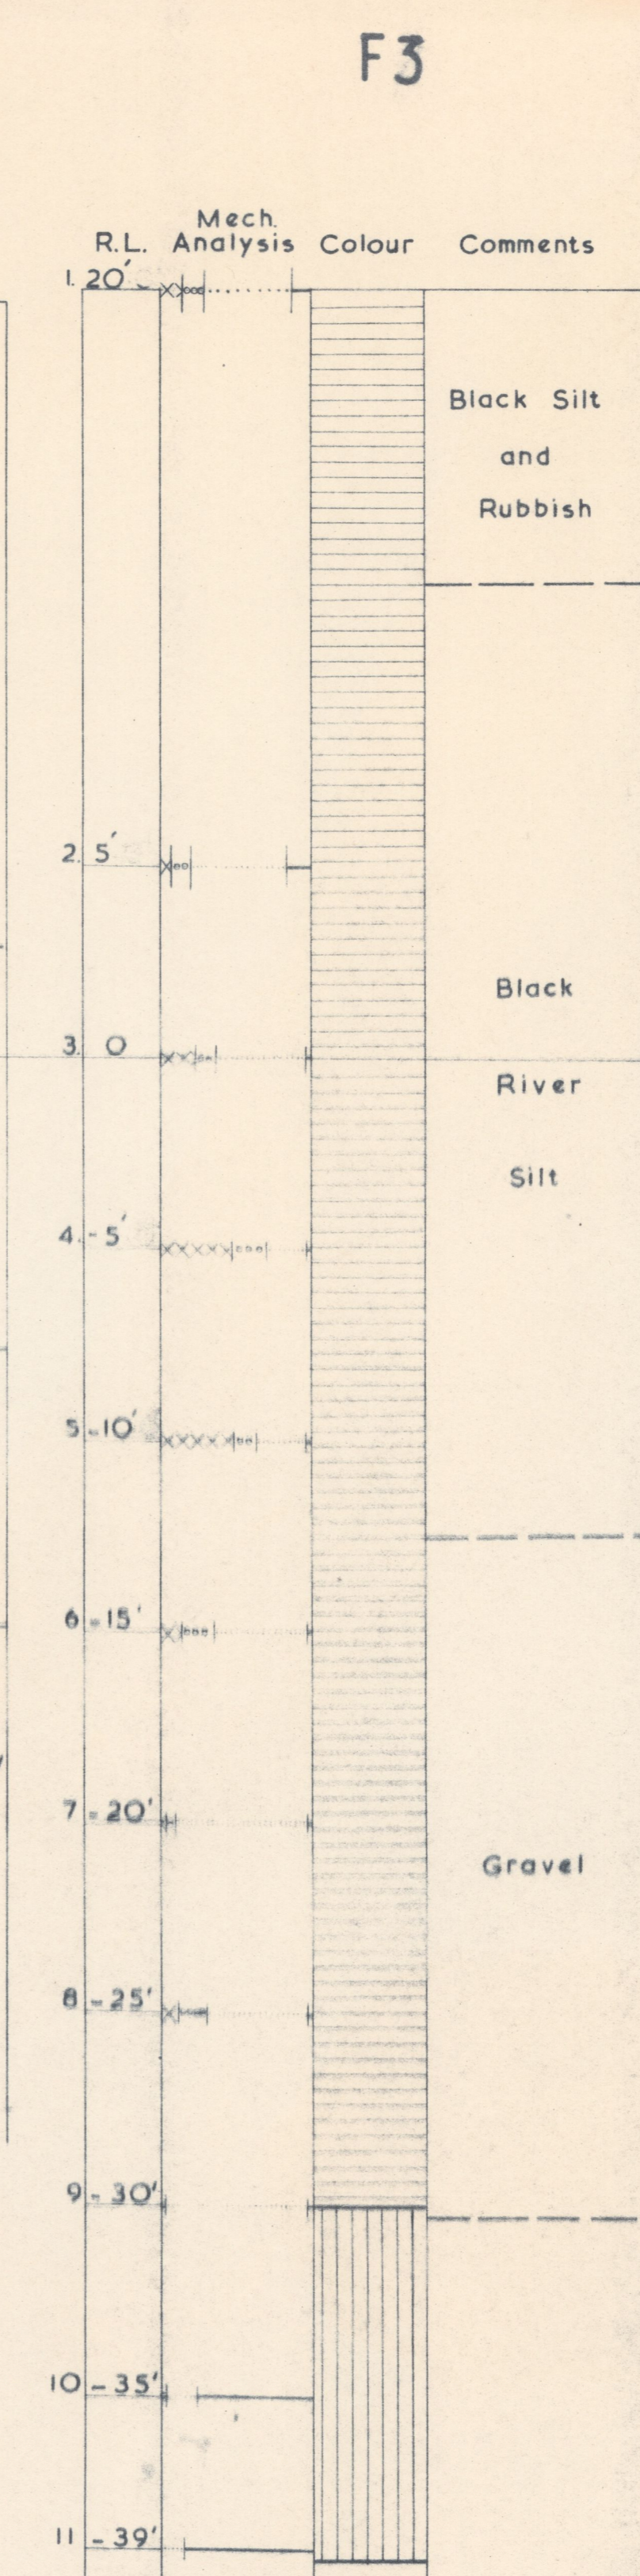 F3
Mech.
R.L. Analysis Colour Comments
1. 20'
Black Silt
and
Rubbish
2. 5'
Black
3. 0
River
Silt
4. -5'
5 -10'
6 -15'
7 -20'
Gravel
8 -25'
9 -30'
10 -35'
11 -39'